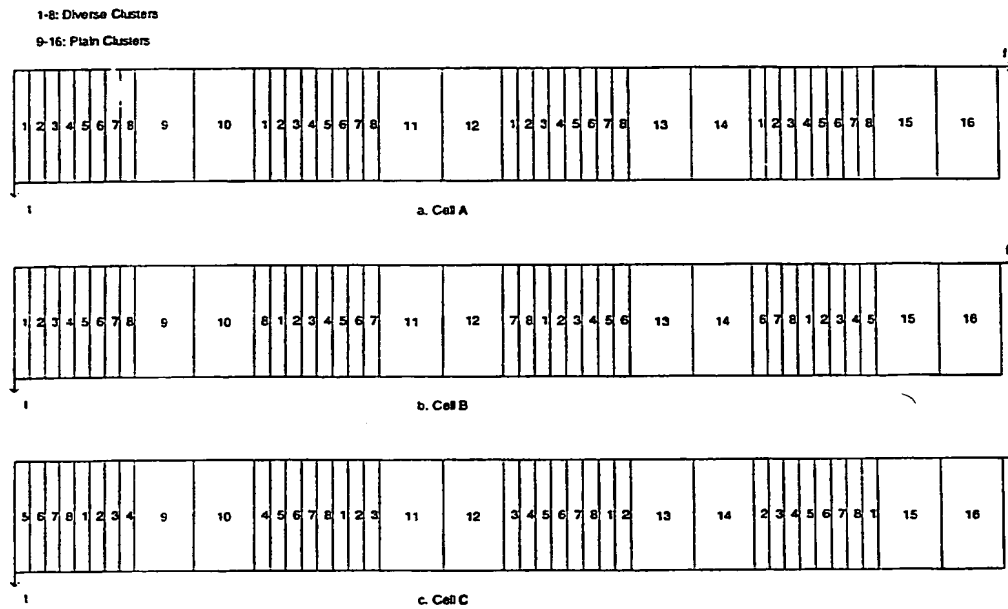 1-8: Diverse Clusters
9-16: Plain Clusters
f
1 2 3 4 5 6 7 8 9 10 1 2 3 4 5 6 7 8 11 12 1 2 3 4 5 6 7 8 13 14 1 2 3 4 5 6 7 8 15 16
t
a. Cell A
f
1 2 3 4 5 6 7 8 9 10 8 1 2 3 4 5 6 7 11 12 7 8 1 2 3 4 5 6 13 14 6 7 8 1 2 3 4 5 15 16
t
b. Cell B
5 6 7 8 1 2 3 4 9 10 4 5 6 7 8 1 2 3 11 12 3 4 5 6 7 8 1 2 13 14 2 3 4 5 6 7 8 1 15 16
t
c. Cell C